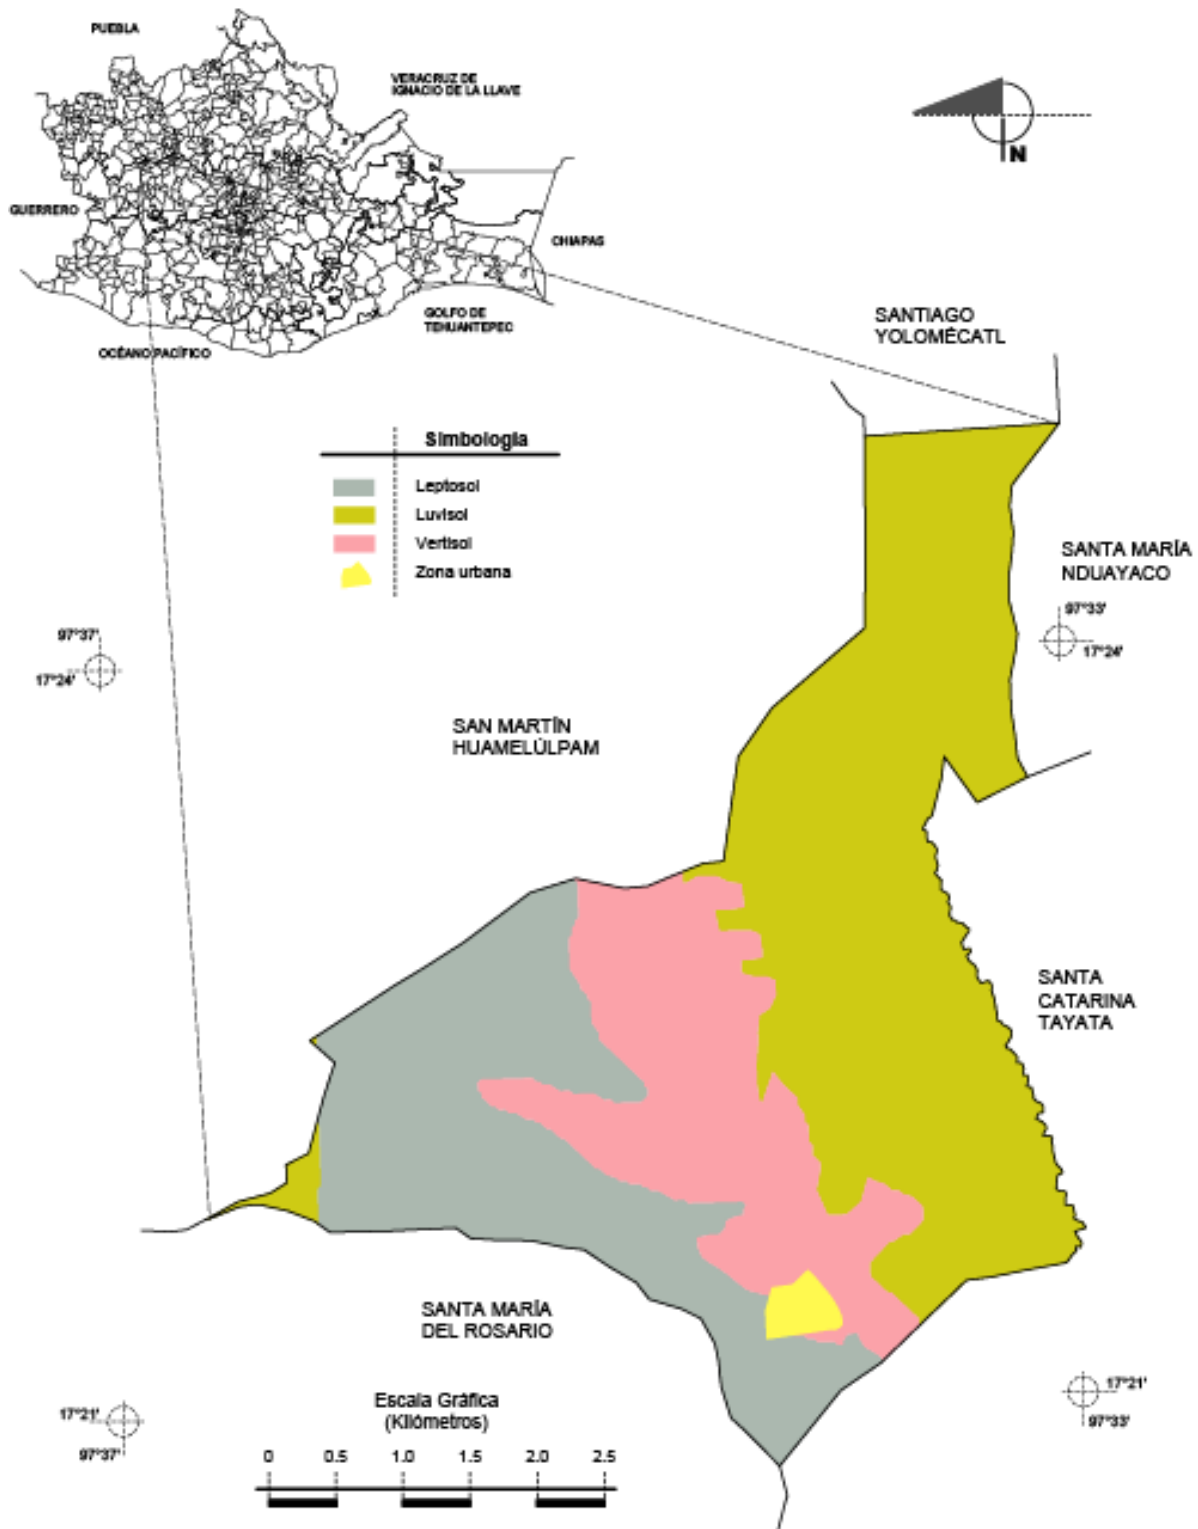 PUEBLA
VERACRUZ DE
IGNACIO DE LA LLAVE
N
GUERRERO
CHIAPAS
GOLFO DE
TEHUANTEPEC
OCÉANO PACÍFICO
SANTIAGO
YOLOMÉCATL
Simbología
Leptosol
Luvisol
Vertisol
Zona urbana
SANTA MARÍA
NDUAYACO
97°33'
17°24'
97°37'
17°24'
SAN MARTÍN
HUAMELÚLPAM
SANTA
CATARINA
TAYATA
SANTA MARÍA
DEL ROSARIO
17°21'
97°33'
17°21'
97°37'
Escala Gráfica
(Kilómetros)
0 0.5 1.0 1.5 2.0 2.5